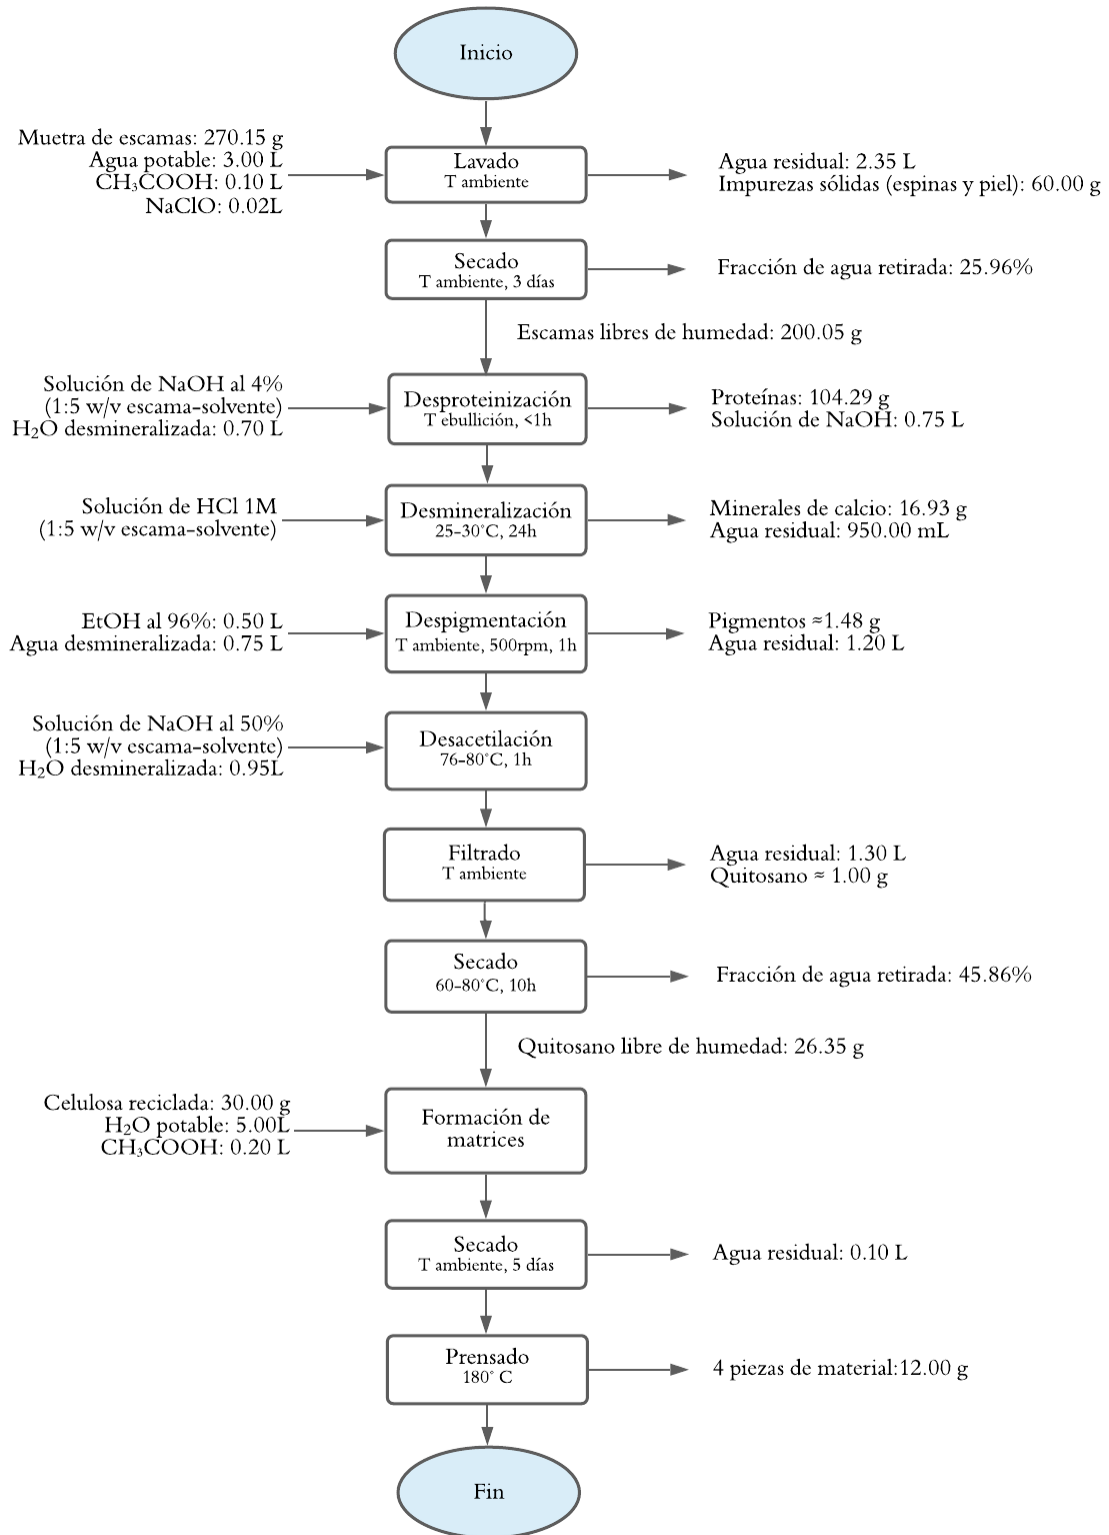 Inicio
Muetra de escamas: 270.15 g
Agua potable: 3.00 L
CH₃COOH: 0.10 L
NaClO: 0.02L
Lavado
T ambiente
Agua residual: 2.35 L
Impurezas sólidas (espinas y piel): 60.00 g
Secado
T ambiente, 3 días
Fracción de agua retirada: 25.96%
Escamas libres de humedad: 200.05 g
Solución de NaOH al 4%
(1:5 w/v escama-solvente)
H₂O desmineralizada: 0.70 L
Desproteinización
T ebullición, <1h
Proteínas: 104.29 g
Solución de NaOH: 0.75 L
Solución de HCl 1M
(1:5 w/v escama-solvente)
Desmineralización
25-30°C, 24h
Minerales de calcio: 16.93 g
Agua residual: 950.00 mL
EtOH al 96%: 0.50 L
Agua desmineralizada: 0.75 L
Despigmentación
T ambiente, 500rpm, 1h
Pigmentos ≈1.48 g
Agua residual: 1.20 L
Solución de NaOH al 50%
(1:5 w/v escama-solvente)
H₂O desmineralizada: 0.95L
Desacetilación
76-80°C, 1h
Filtrado
T ambiente
Agua residual: 1.30 L
Quitosano ≈ 1.00 g
Secado
60-80°C, 10h
Fracción de agua retirada: 45.86%
Quitosano libre de humedad: 26.35 g
Celulosa reciclada: 30.00 g
H₂O potable: 5.00L
CH₃COOH: 0.20 L
Formación de
matrices
Secado
T ambiente, 5 días
Agua residual: 0.10 L
Prensado
180° C
4 piezas de material:12.00 g
Fin